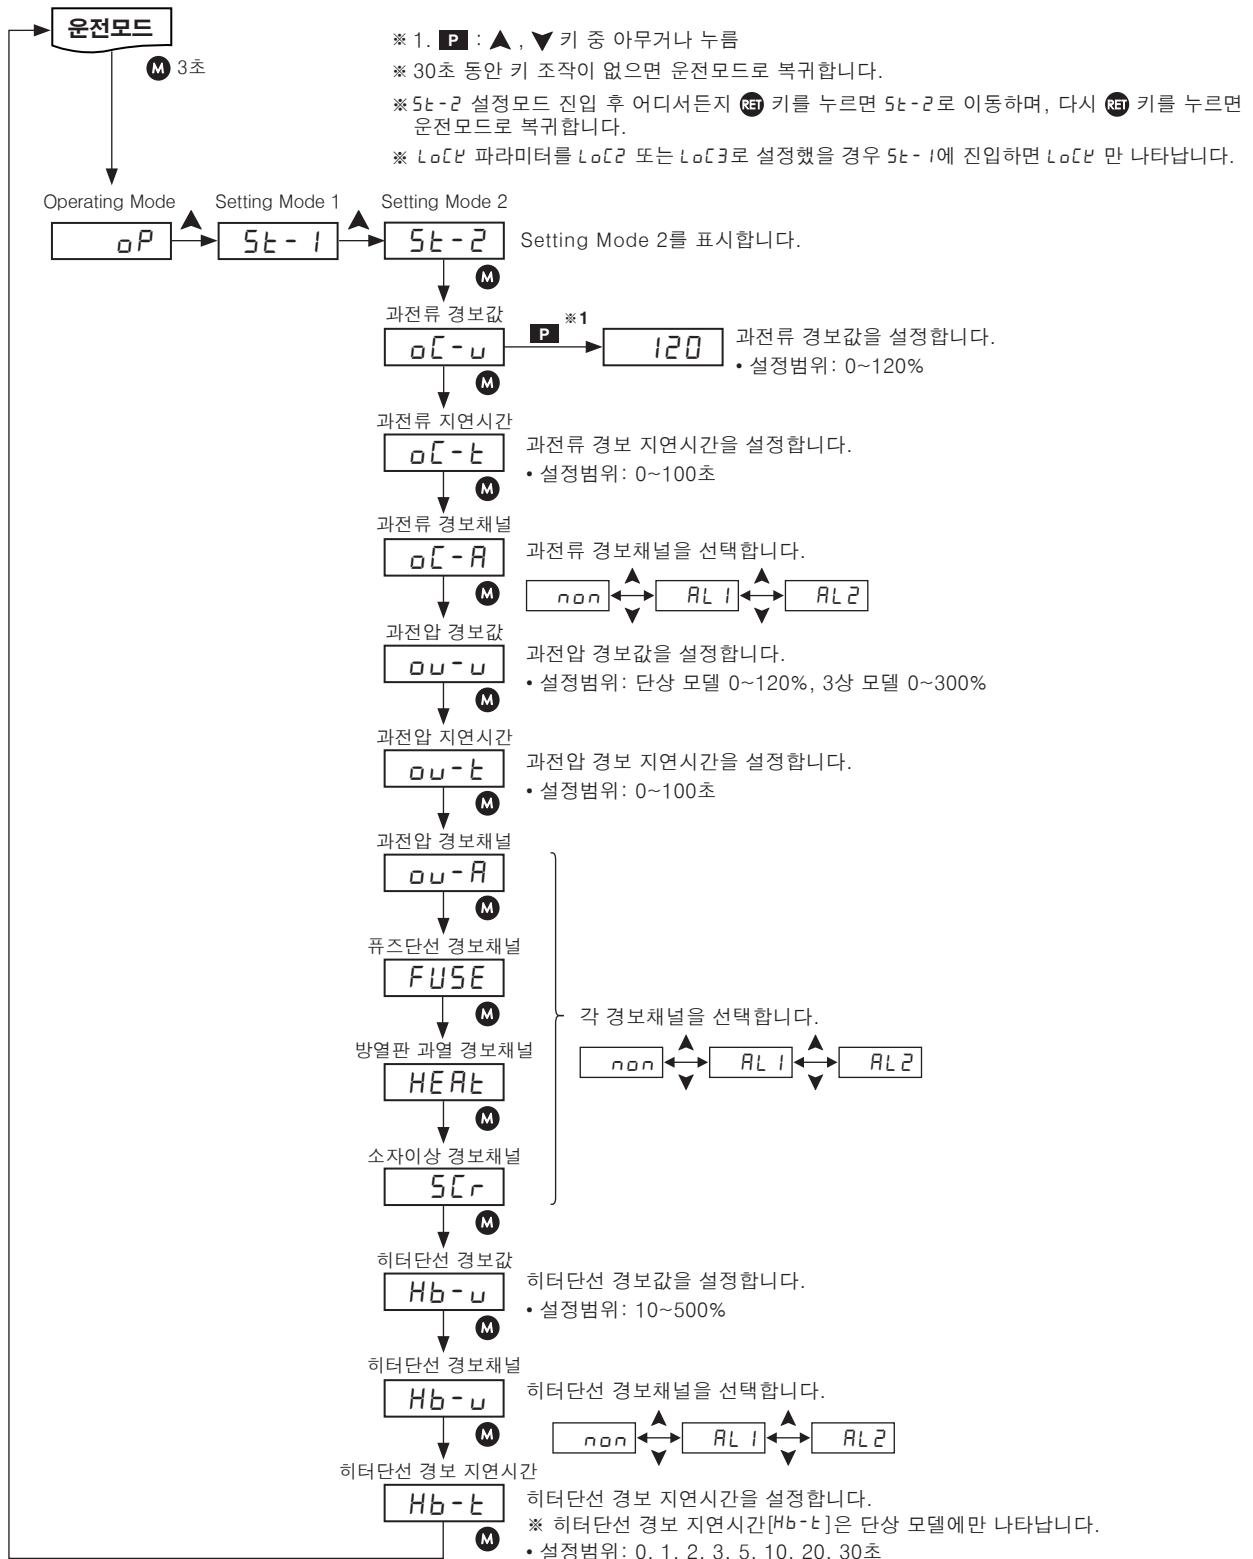 운전모드
M 3초
※ 1. P : ▲ , ▼ 키 중 아무거나 누름
※ 30초 동안 키 조작이 없으면 운전모드로 복귀합니다.
※ St-2 설정모드 진입 후 어디서든지 RET 키를 누르면 St-2로 이동하며, 다시 RET 키를 누르면
운전모드로 복귀합니다.
※ LoCK 파라미터를 LoC2 또는 LoC3로 설정했을 경우 St-1에 진입하면 LoCK 만 나타납니다.
Operating Mode Setting Mode 1 Setting Mode 2
oP St-1 St-2 Setting Mode 2를 표시합니다.
M
과전류 경보값
oC-v P ※1 120 과전류 경보값을 설정합니다.
• 설정범위: 0~120%
M
과전류 지연시간
oC-t 과전류 경보 지연시간을 설정합니다.
• 설정범위: 0~100초
M
과전류 경보채널
oC-A 과전류 경보채널을 선택합니다.
M non AL1 AL2
과전압 경보값
ov-v 과전압 경보값을 설정합니다.
• 설정범위: 단상 모델 0~120%, 3상 모델 0~300%
M
과전압 지연시간
ov-t 과전압 경보 지연시간을 설정합니다.
• 설정범위: 0~100초
M
과전압 경보채널
ov-A
M
퓨즈단선 경보채널
FUSE
M 각 경보채널을 선택합니다.
방열판 과열 경보채널
HEAt non AL1 AL2
M
소자이상 경보채널
SCr
M
히터단선 경보값
Hb-v 히터단선 경보값을 설정합니다.
• 설정범위: 10~500%
M
히터단선 경보채널
Hb-v 히터단선 경보채널을 선택합니다.
M non AL1 AL2
히터단선 경보 지연시간
Hb-t 히터단선 경보 지연시간을 설정합니다.
※ 히터단선 경보 지연시간[Hb-t]은 단상 모델에만 나타납니다.
M
• 설정범위: 0, 1, 2, 3, 5, 10, 20, 30초